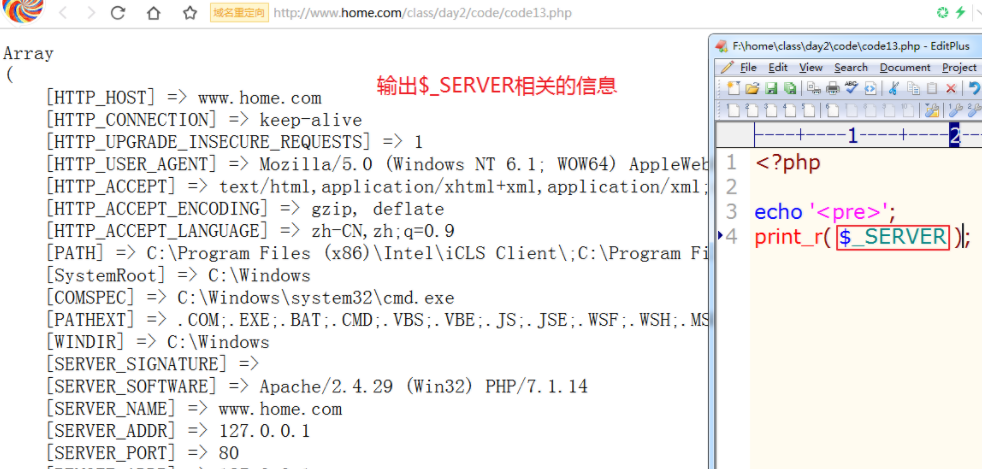 域名重定向 http://www.home.com/class/day2/code/code13.php
Array
(
输出$_SERVER相关的信息
[HTTP_HOST] => www.home.com
[HTTP_CONNECTION] => keep-alive
[HTTP_UPGRADE_INSECURE_REQUESTS] => 1
[HTTP_USER_AGENT] => Mozilla/5.0 (Windows NT 6.1; WOW64) AppleWeb
[HTTP_ACCEPT] => text/html,application/xhtml+xml,application/xml;
[HTTP_ACCEPT_ENCODING] => gzip, deflate
[HTTP_ACCEPT_LANGUAGE] => zh-CN,zh;q=0.9
[PATH] => C:\Program Files (x86)\Intel\iCLS Client\;C:\Program Fi
[SystemRoot] => C:\Windows
[COMSPEC] => C:\Windows\system32\cmd.exe
[PATHEXT] => .COM;.EXE;.BAT;.CMD;.VBS;.VBE;.JS;.JSE;.WSF;.WSH;.MS
[WINDIR] => C:\Windows
[SERVER_SIGNATURE] =>
[SERVER_SOFTWARE] => Apache/2.4.29 (Win32) PHP/7.1.14
[SERVER_NAME] => www.home.com
[SERVER_ADDR] => 127.0.0.1
[SERVER_PORT] => 80
F:\home\class\day2\code\code13.php - EditPlus
File Edit View Search Document Project
----+----1----+----2
1 <?php
2
3 echo '<pre>';
4 print_r( $_SERVER );